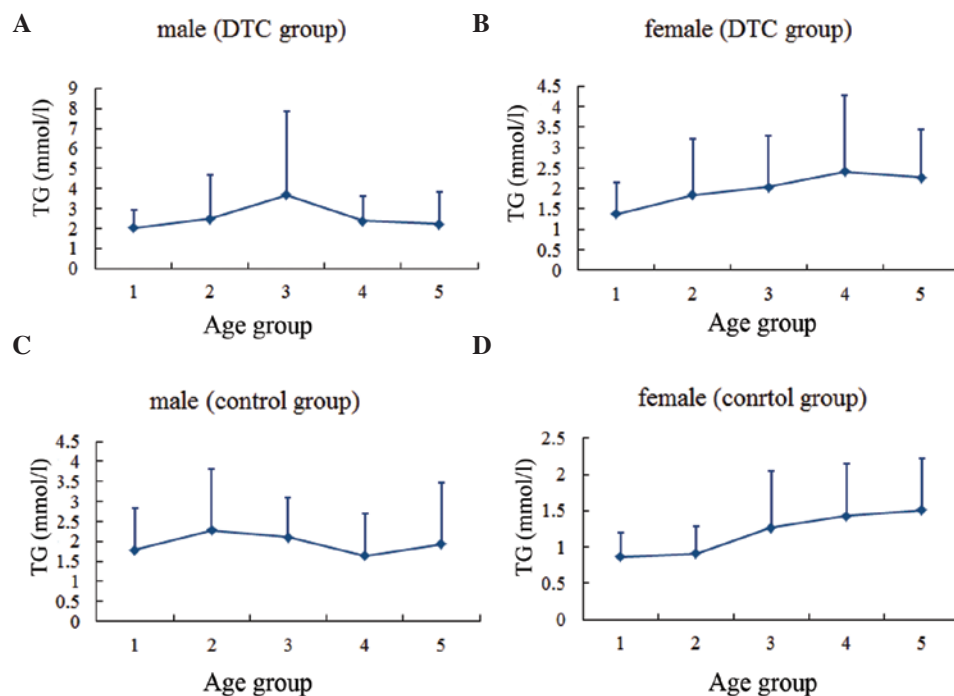 A
male (DTC group)
TG (mmol/l)
9
8
7
6
5
4
3
2
1
0
1 2 3 4 5
Age group
B
female (DTC group)
TG (mmol/l)
4.5
4
3.5
3
2.5
2
1.5
1
0.5
0
1 2 3 4 5
Age group
C
male (control group)
TG (mmol/l)
4.5
4
3.5
3
2.5
2
1.5
1
0.5
0
1 2 3 4 5
Age group
D
female (conrtol group)
TG (mmol/l)
2.5
2
1.5
1
0.5
0
1 2 3 4 5
Age group